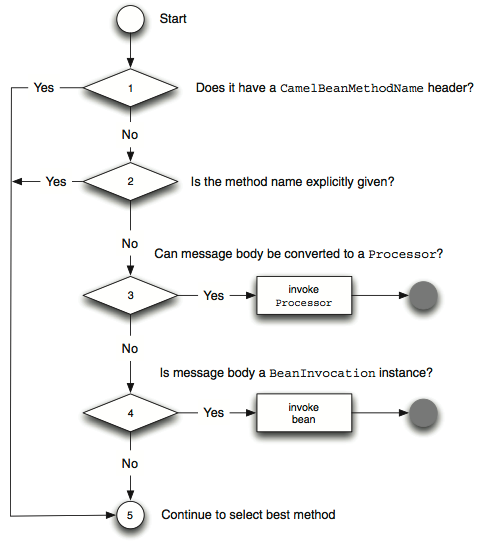 Start
Yes
1
Does it have a CamelBeanMethodName header?
No
Yes
2
Is the method name explicitly given?
No
Can message body be converted to a Processor?
3
Yes
invoke
Processor
No
Is message body a BeanInvocation instance?
4
Yes
invoke
bean
No
5
Continue to select best method